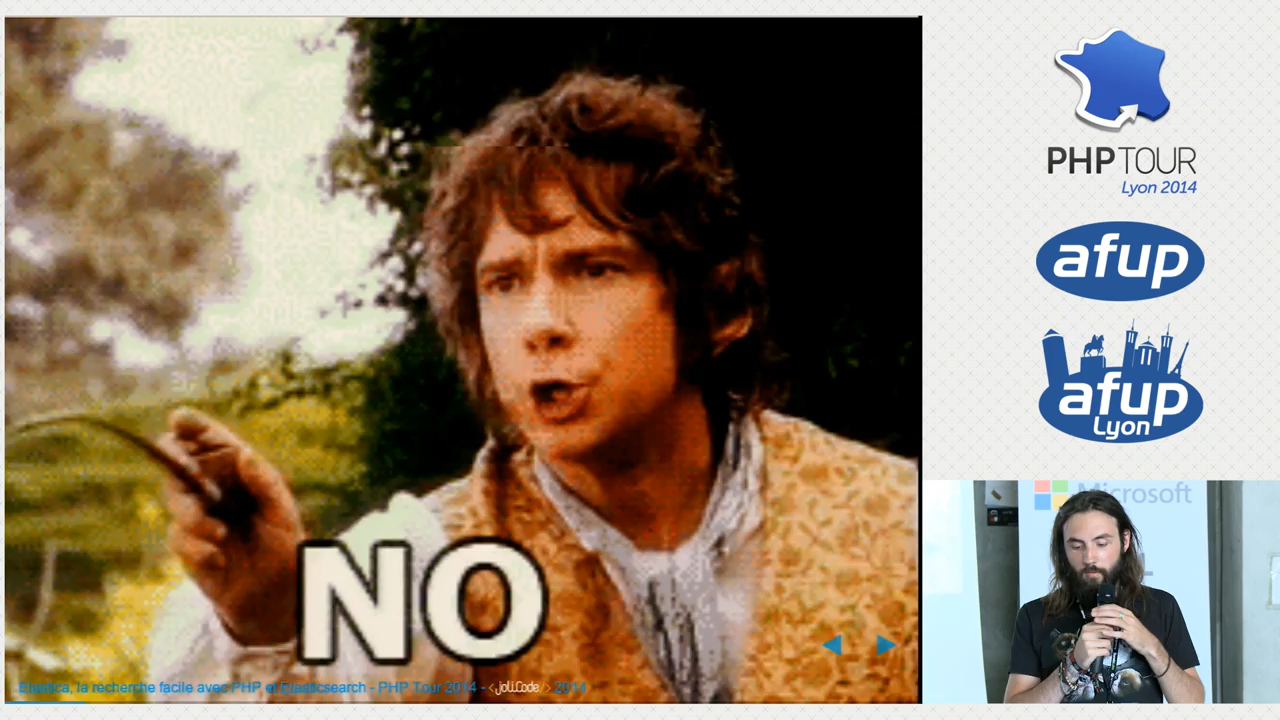 NO
Elastica, la recherche facile avec PHP et Elasticsearch - PHP Tour 2014 - <joliCode/> 2014
PHP TOUR
Lyon 2014
afup
afup
Lyon
Microsoft